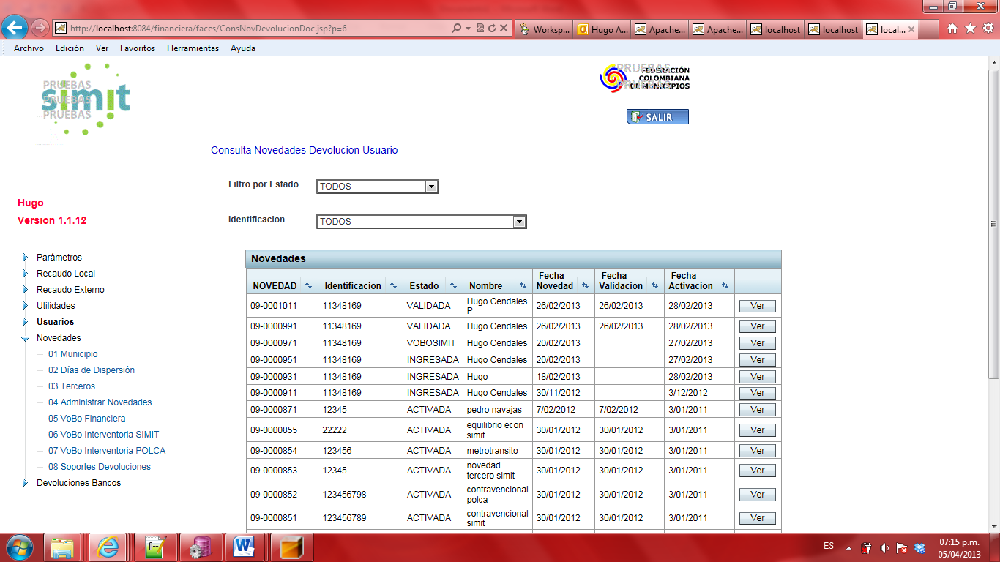 http://localhost:8084/financiera/faces/ConsNovDevolucionDoc.jsp?p=6
Worksp...
Hugo A...
Apache...
Apache...
localhost
localhost
local...
Archivo Edición Ver Favoritos Herramientas Ayuda
PRUEBAS
simit
PRUEBAS
PRUEBAS
PRUEBAS
FEDERACIÓN
COLOMBIANA
DE MUNICIPIOS
PRUEBAS
SALIR
Consulta Novedades Devolucion Usuario
Filtro por Estado TODOS
Hugo
Version 1.1.12
Identificacion TODOS
Parámetros
Recaudo Local
Recaudo Externo
Utilidades
Usuarios
Novedades
01 Municipio
02 Días de Dispersión
03 Terceros
04 Administrar Novedades
05 VoBo Financiera
06 VoBo Interventoria SIMIT
07 VoBo Interventoria POLCA
08 Soportes Devoluciones
Devoluciones Bancos
Novedades
NOVEDAD Identificacion Estado Nombre Fecha Novedad Fecha Validacion Fecha Activacion
09-0001011 11348169 VALIDADA Hugo Cendales P 26/02/2013 26/02/2013 28/02/2013 Ver
09-0000991 11348169 VALIDADA Hugo Cendales 26/02/2013 26/02/2013 28/02/2013 Ver
09-0000971 11348169 VOBOSIMIT Hugo Cendales 20/02/2013 27/02/2013 Ver
09-0000951 11348169 INGRESADA Hugo Cendales 20/02/2013 27/02/2013 Ver
09-0000931 11348169 INGRESADA Hugo 18/02/2013 28/02/2013 Ver
09-0000911 11348169 INGRESADA Hugo Cendales 30/11/2012 3/12/2012 Ver
09-0000871 12345 ACTIVADA pedro navajas 7/02/2012 7/02/2012 3/01/2011 Ver
09-0000855 22222 ACTIVADA equilibrio econ simit 30/01/2012 30/01/2012 3/01/2011 Ver
09-0000854 123456 ACTIVADA metrotransito 30/01/2012 30/01/2012 3/01/2011 Ver
09-0000853 12345 ACTIVADA novedad tercero simit 30/01/2012 30/01/2012 3/01/2011 Ver
09-0000852 123456798 ACTIVADA contravencional polca 30/01/2012 30/01/2012 3/01/2011 Ver
09-0000851 123456789 ACTIVADA contravencional simit 30/01/2012 30/01/2012 3/01/2011 Ver
ES
07:15 p.m.
05/04/2013